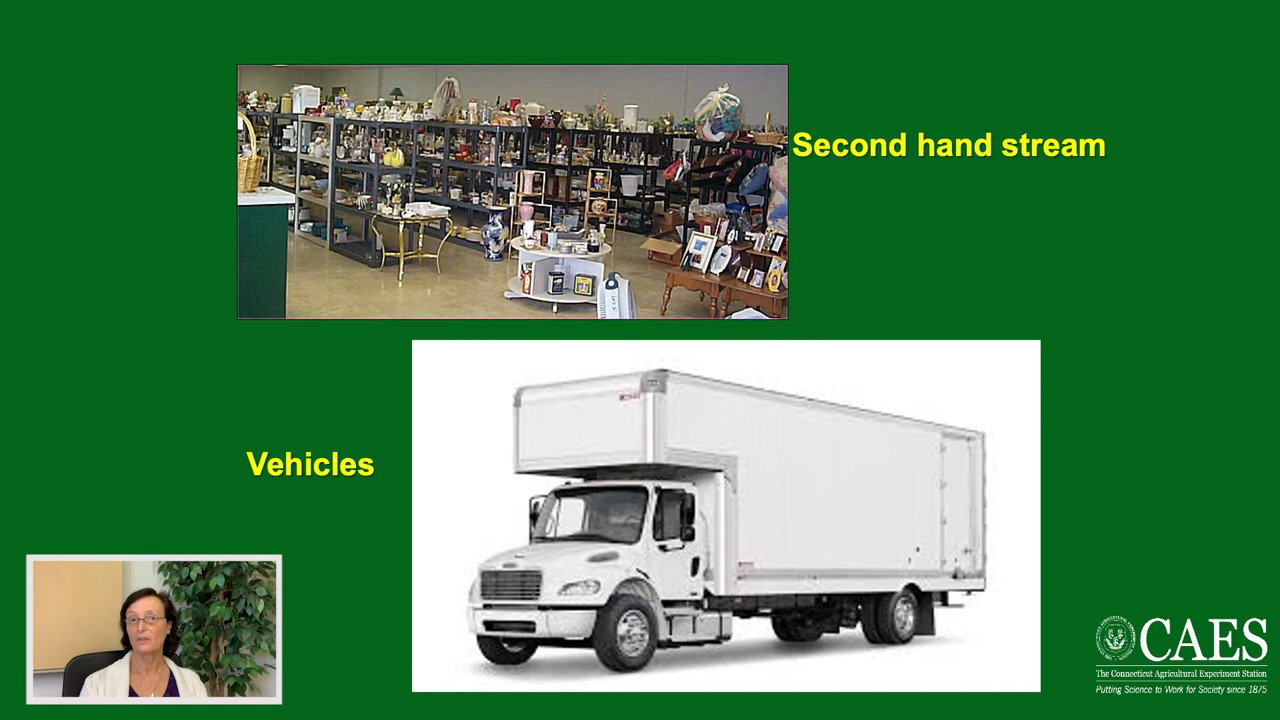 Second hand stream
Vehicles
CAES
The Connecticut Agricultural Experiment Station
Putting Science to Work for Society since 1875